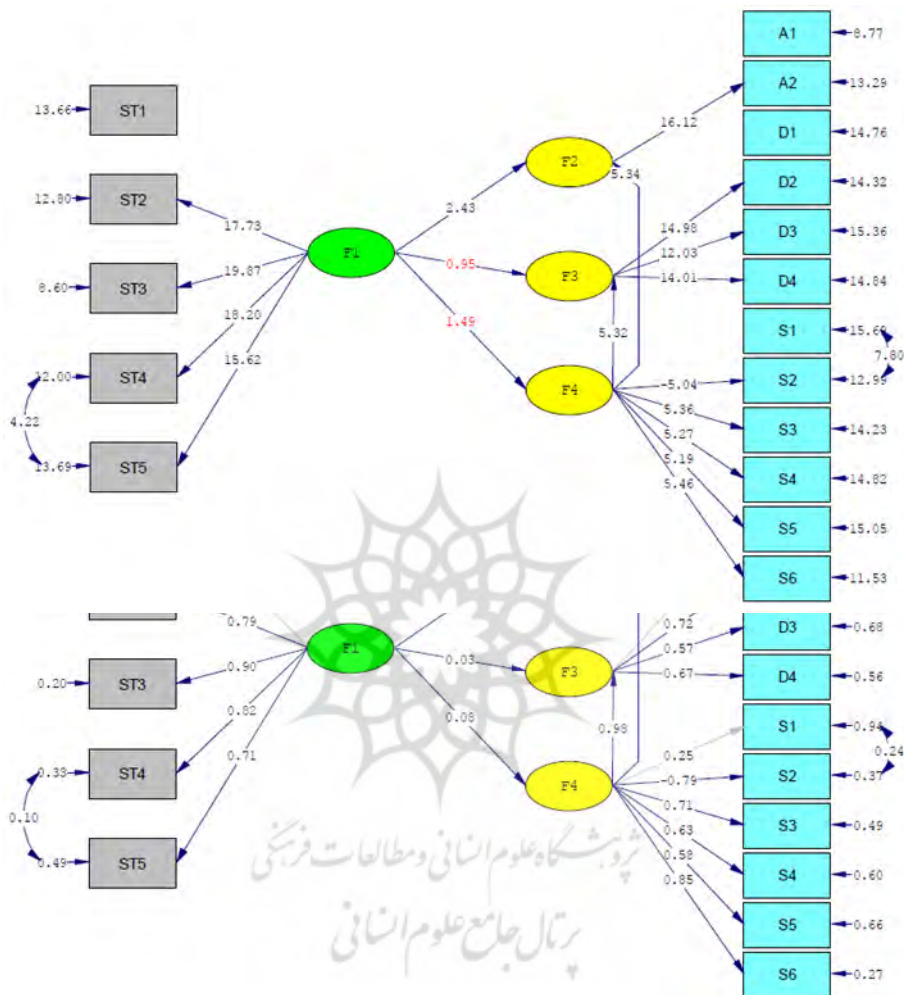 A1 8.77
13.66 ST1 A2 13.29
16.12
D1 14.76
F2 5.34
12.80 ST2 D2 14.32
2.43 14.98
17.73 D3 15.36
F1 12.03
0.95 F3 14.01 D4 14.84
8.60 ST3 19.87
18.20 S1 15.69
1.49 5.32 7.80
15.62
12.00 ST4 F4 -5.04 S2 12.99
5.36 S3 14.23
4.22 5.27
5.19 S4 14.82
13.69 ST5 5.46
S5 15.05
S6 11.53
0.79 F1 0.72 D3 0.68
0.03 F3 0.57
0.20 ST3 0.90 0.67 D4 0.56
0.82 0.08 0.98 S1 0.94
0.71 0.25 0.24
0.33 ST4 F4 -0.79 S2 0.37
0.10 0.71 S3 0.49
0.63
0.49 ST5 0.58 S4 0.60
0.85
S5 0.66
S6 0.27
پژوهشگاه علوم انسانی و مطالعات فرهنگی
پرتال جامع علوم انسانی